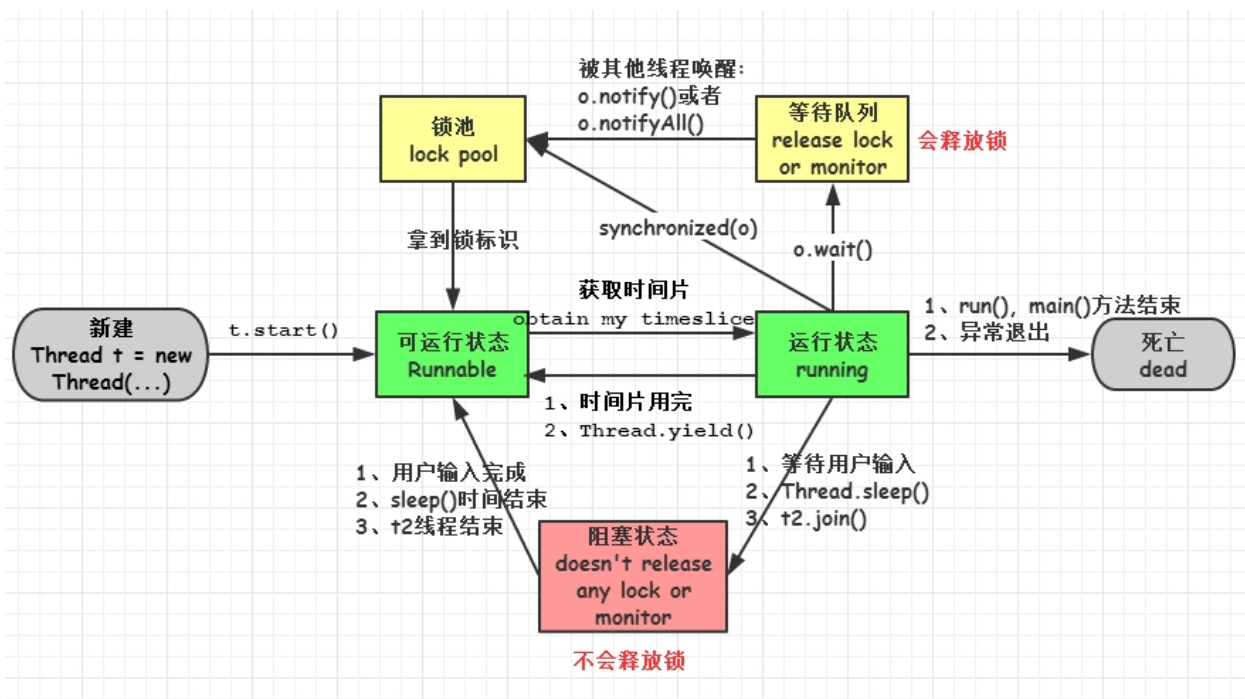 被其他线程唤醒:
o.notify()或者
o.notifyAll()
锁池
lock pool
等待队列
release lock
or monitor
会释放锁
synchronized(o)
o.wait()
拿到锁标识
新建
Thread t = new
Thread(...)
t.start()
可运行状态
Runnable
获取时间片
obtain my timeslice
运行状态
running
1、run(), main()方法结束
2、异常退出
死亡
dead
1、时间片用完
2、Thread.yield()
1、用户输入完成
2、sleep()时间结束
3、t2线程结束
1、等待用户输入
2、Thread.sleep()
3、t2.join()
阻塞状态
doesn't release
any lock or
monitor
不会释放锁